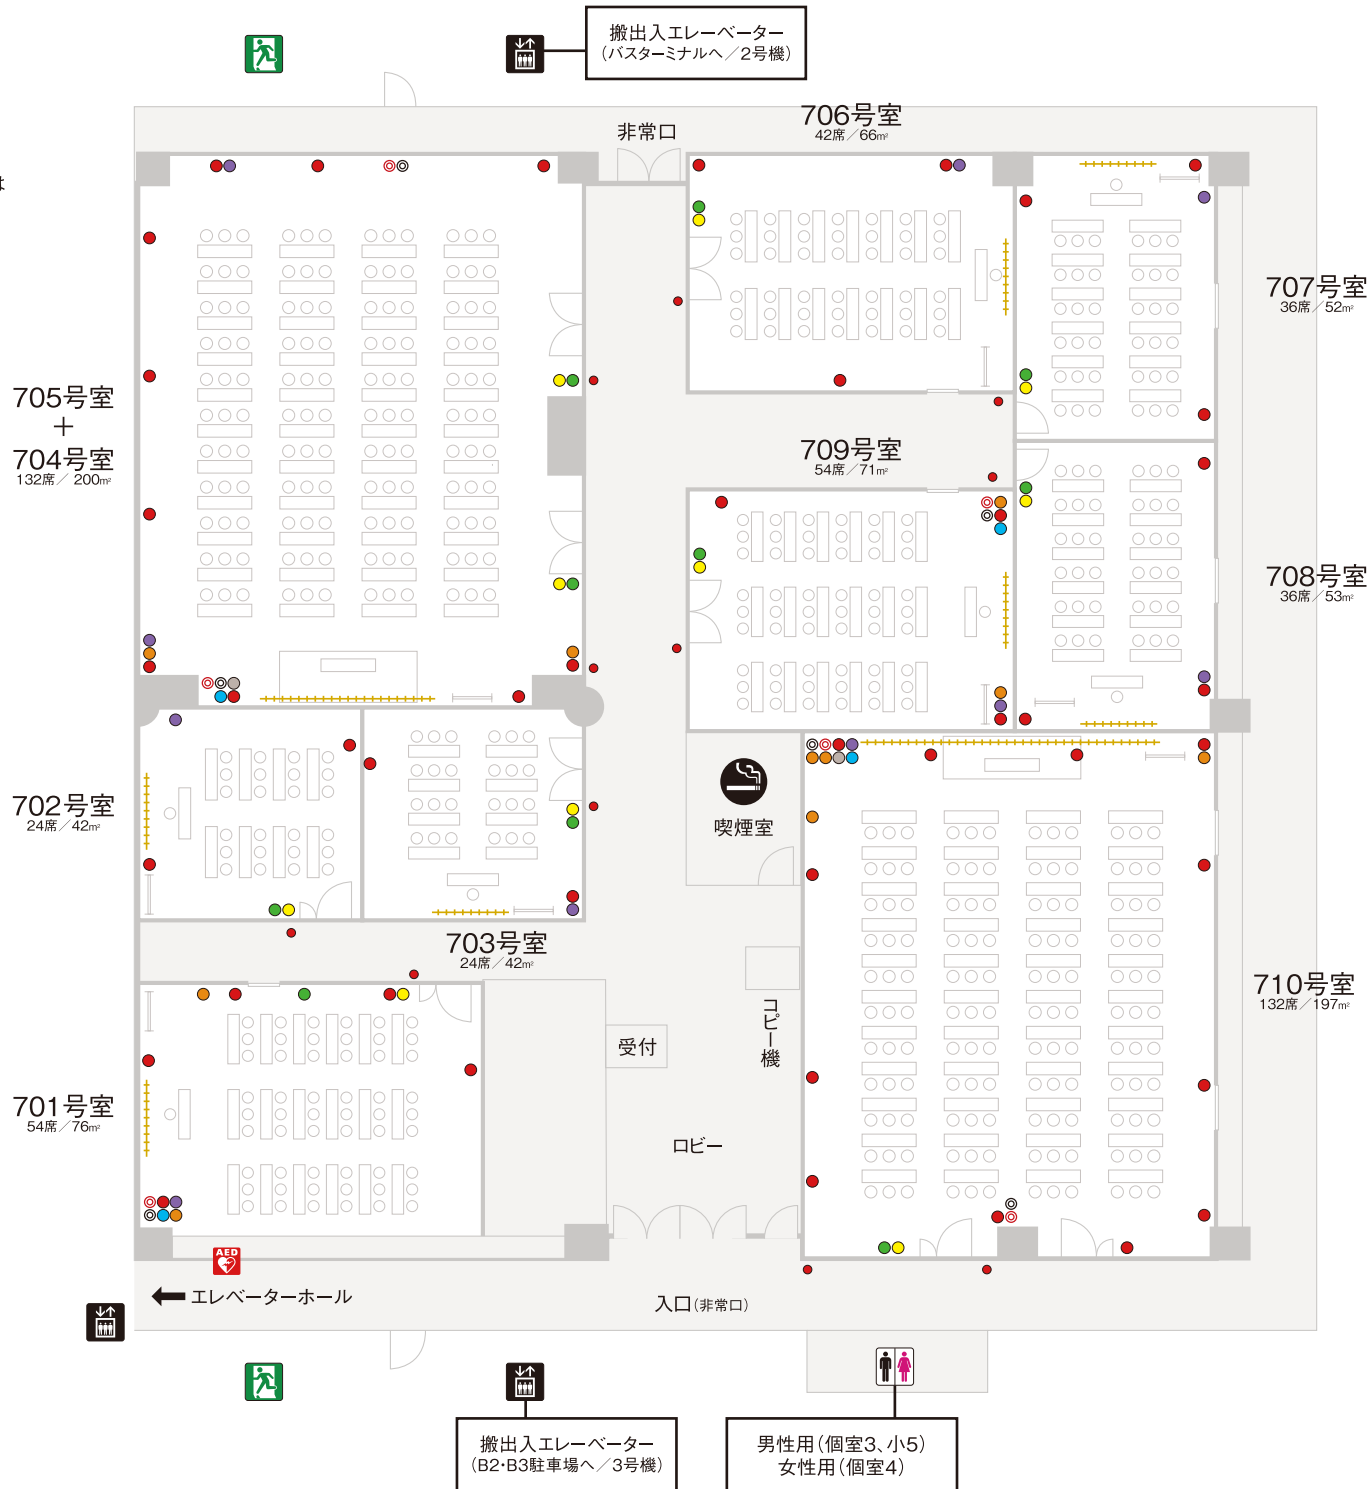 搬出入エレーベーター
(バスターミナルへ／2号機)
706号室
42席／66㎡
非常口
は
707号室
36席／52㎡
705号室
＋
704号室
132席／200㎡
709号室
54席／71㎡
708号室
36席／53㎡
702号室
24席／42㎡
喫煙室
703号室
24席／42㎡
710号室
132席／197㎡
コピー機
受付
701号室
54席／76㎡
ロビー
AED
エレベーターホール
入口(非常口)
搬出入エレーベーター
(B2・B3駐車場へ／3号機)
男性用(個室3、小5)
女性用(個室4)